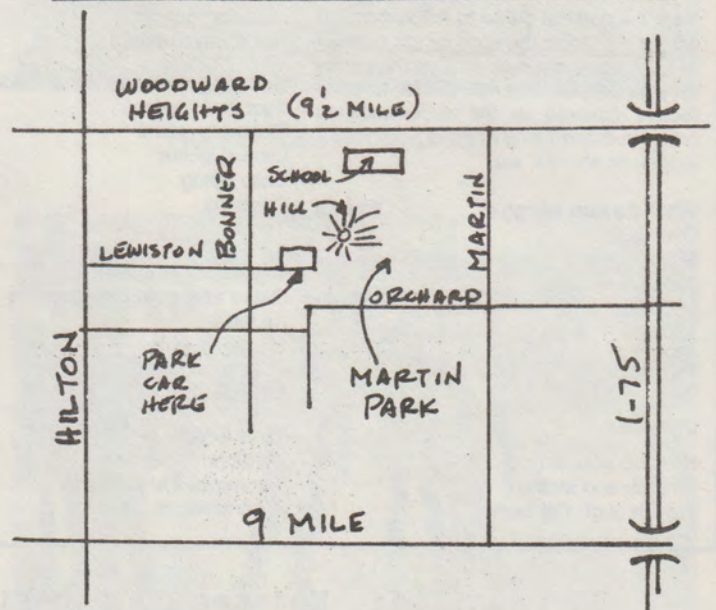 WOODWARD
HEIGHTS (9½ MILE)
SCHOOL
BONNER
HILL
MARTIN
LEWISTON
ORCHARD
HILTON
PARK
CAR
HERE
MARTIN
PARK
I-75
9 MILE